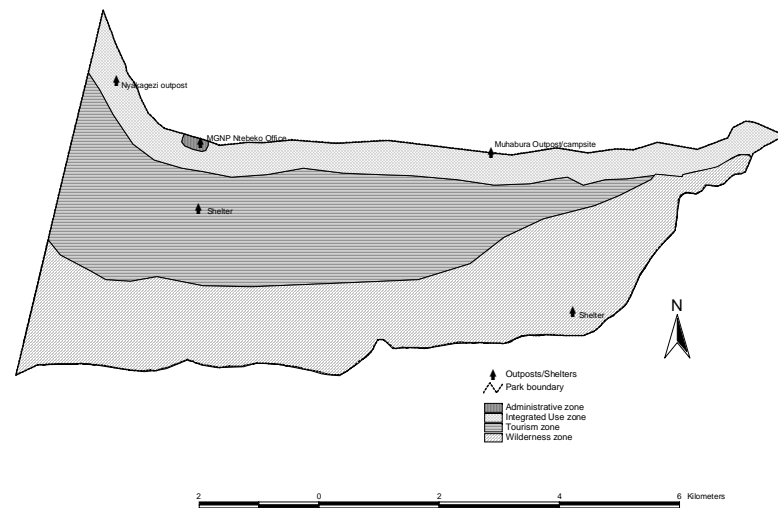 Nyakagezi outpost
MGNP Ntebeko Office
Muhabura Outpost/campsite
Shelter
Shelter
N
Outposts/Shelters
Park boundary
Administrative zone
Integrated Use zone
Tourism zone
Wilderness zone
2 0 2 4 6 Kilometers